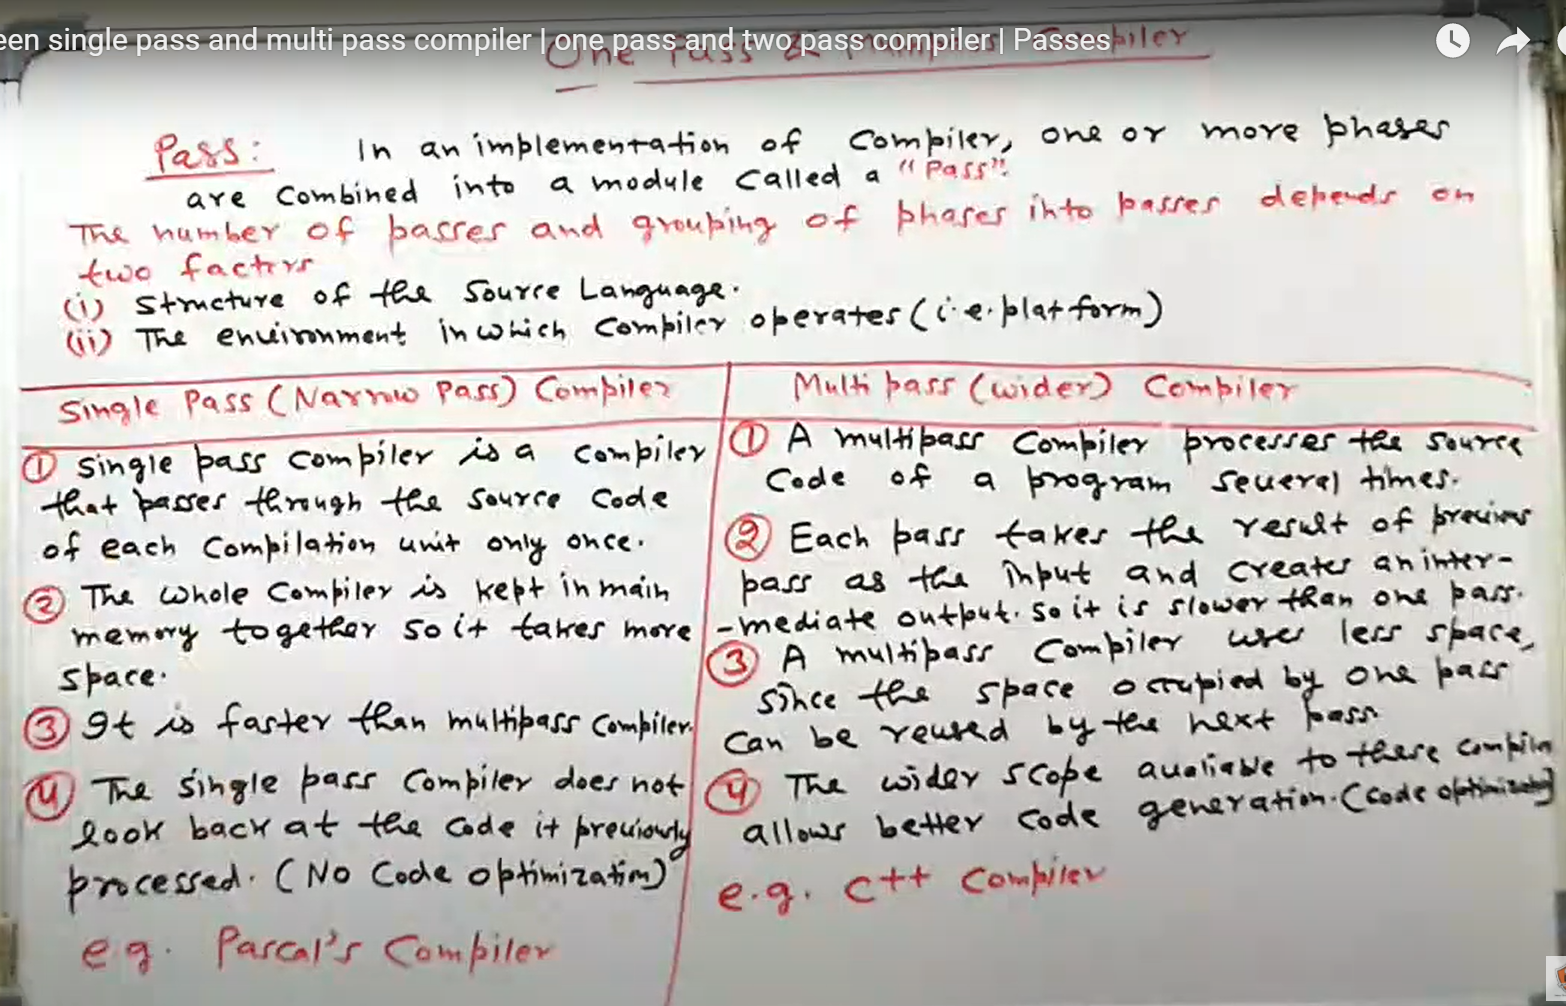 een single pass and multi pass compiler | one pass and two pass compiler | Passes
One Pass & Multipass Compiler
Pass: In an implementation of Compiler, one or more phases
are Combined into a module Called a "Pass".
The number of passes and grouping of phases into passes depends on
two factors
(i) Structure of the Source Language.
(ii) The environment in which Compiler operates (i.e. platform)
Single Pass (Narrow Pass) Compiler
① Single pass Compiler is a compiler
that passes through the source code
of each Compilation unit only once.
② The whole Compiler is kept in main
memory together so it takes more
space.
③ It is faster than multipass Compiler.
④ The single pass Compiler does not
look back at the code it previously
processed. (No Code optimization)
e.g. Pascal's Compiler
Multi pass (wider) Compiler
① A multipass Compiler processes the source
Code of a program several times.
② Each pass takes the result of previous
pass as the input and creates an inter-
-mediate output. So it is slower than one pass.
③ A multipass Compiler uses less space,
since the space occupied by one pass
Can be reused by the next pass
④ The wider scope avaliable to these compiler
allows better code generation. (Code optimization)
e.g. C++ Compiler